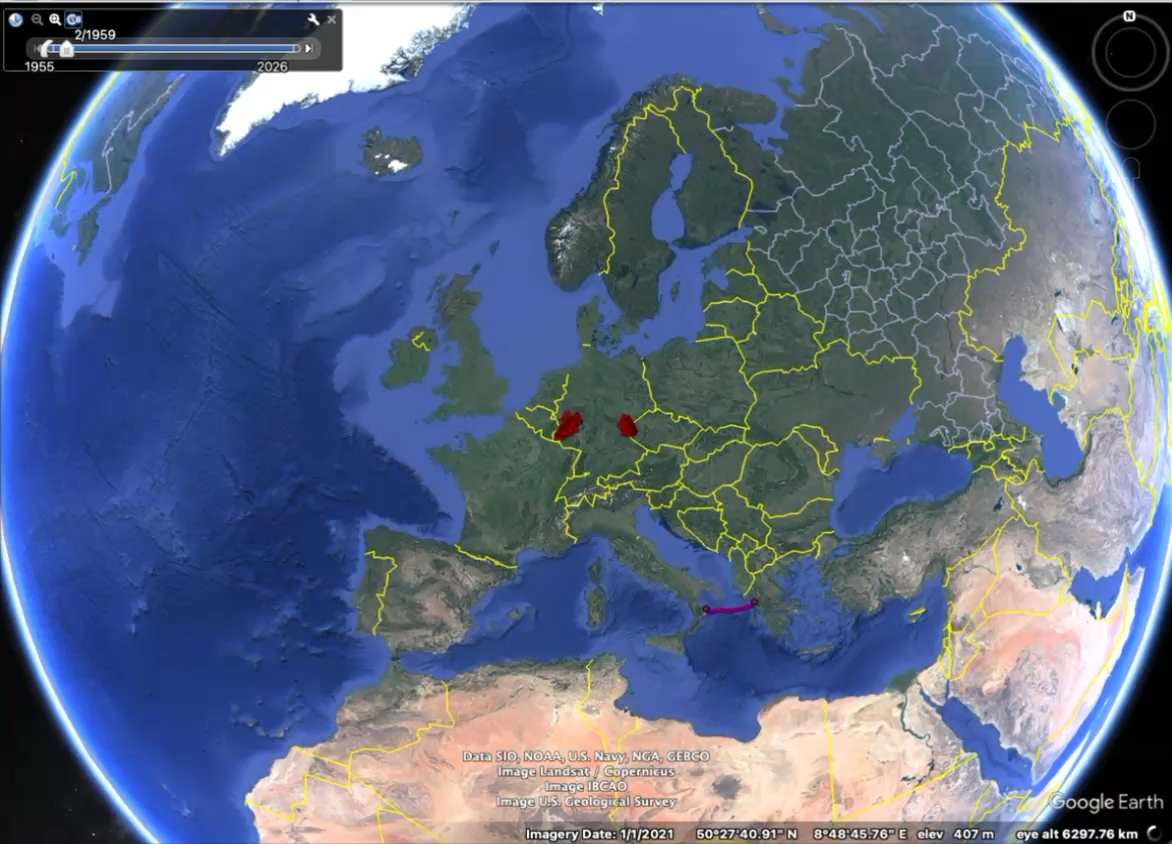 2/1959
1955 2026
N
Data SIO, NOAA, U.S. Navy, NGA, GEBCO
Image Landsat / Copernicus
Image IBCAO
Image U.S. Geological Survey
Google Earth
Imagery Date: 1/1/2021 50°27'40.91" N 8°48'45.76" E elev 407 m eye alt 6297.76 km